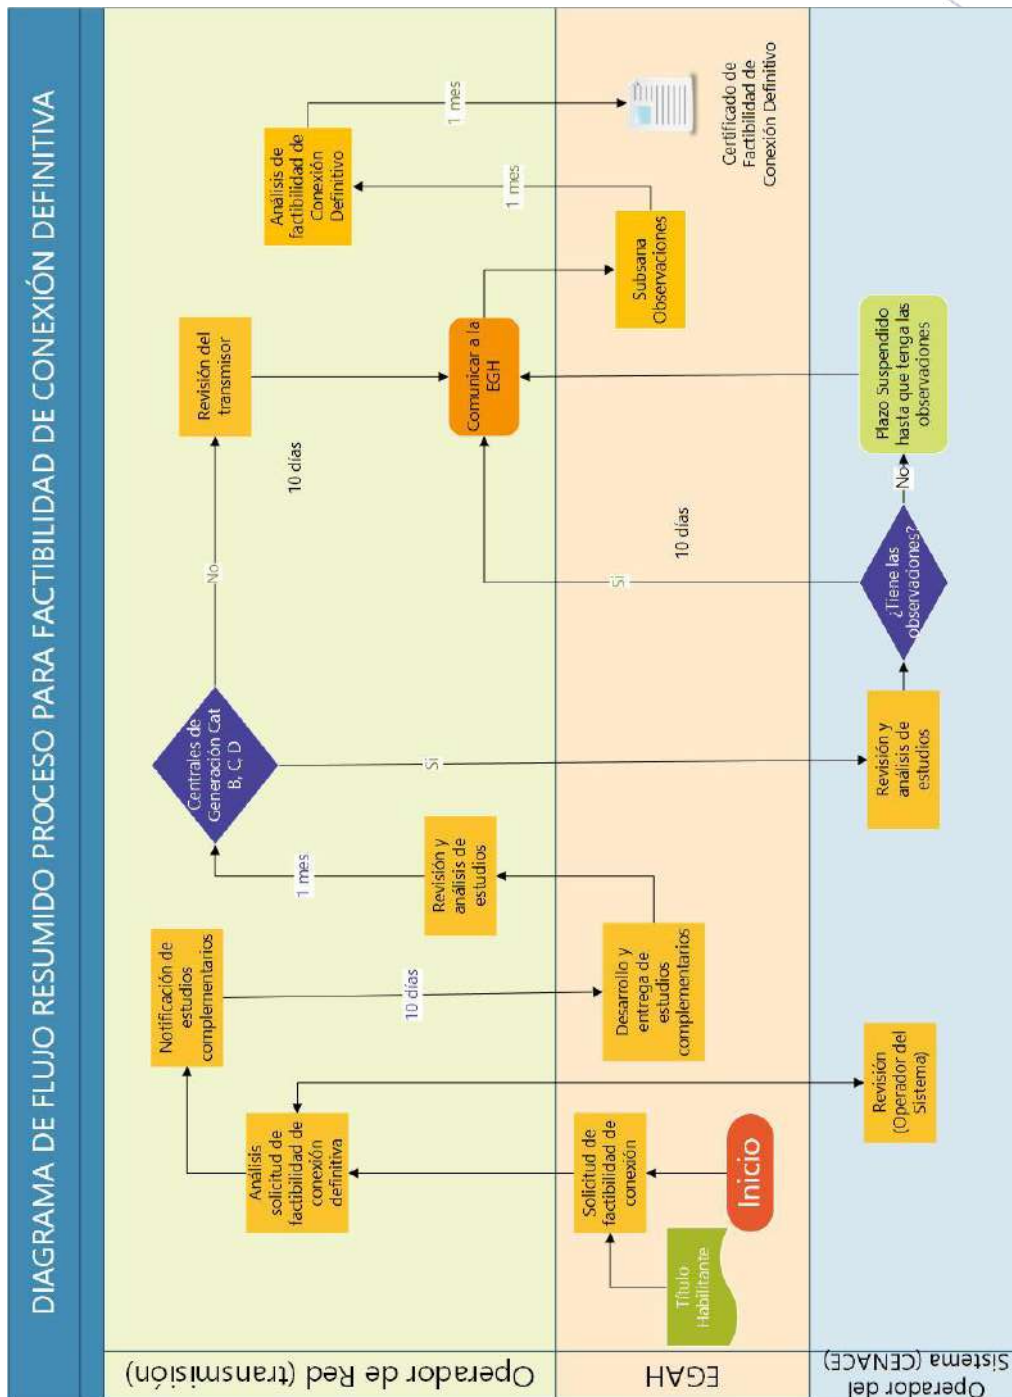 DIAGRAMA DE FLUJO RESUMIDO PROCESO PARA FACTIBILIDAD DE CONEXIÓN DEFINITIVA
Operador de Red (transmisión)
Análisis
solicitud de
factibilidad de
conexión
definitiva
Notificación de
estudios
complementarios
10 días
Revisión y
análisis de
estudios
1 mes
Centrales de
Generación Cat
B, C, D
No
Si
Revisión del
transmisor
10 días
Comunicar a la
EGH
Análisis de
factibilidad de
Conexión
Definitivo
1 mes
1 mes
EGAH
Título
Habilitante
Inicio
Solicitud de
factibilidad de
conexión
Desarrollo y
entrega de
estudios
complementarios
Si
10 días
Subsana
Observaciones
Certificado de
Factibilidad de
Conexión Definitivo
Operador del
Sistema (CENACE)
Revisión
(Operador del
Sistema)
Revisión y
análisis de
estudios
¿Tiene las
observaciones?
No
Plazo Suspendido
hasta que tenga las
observaciones